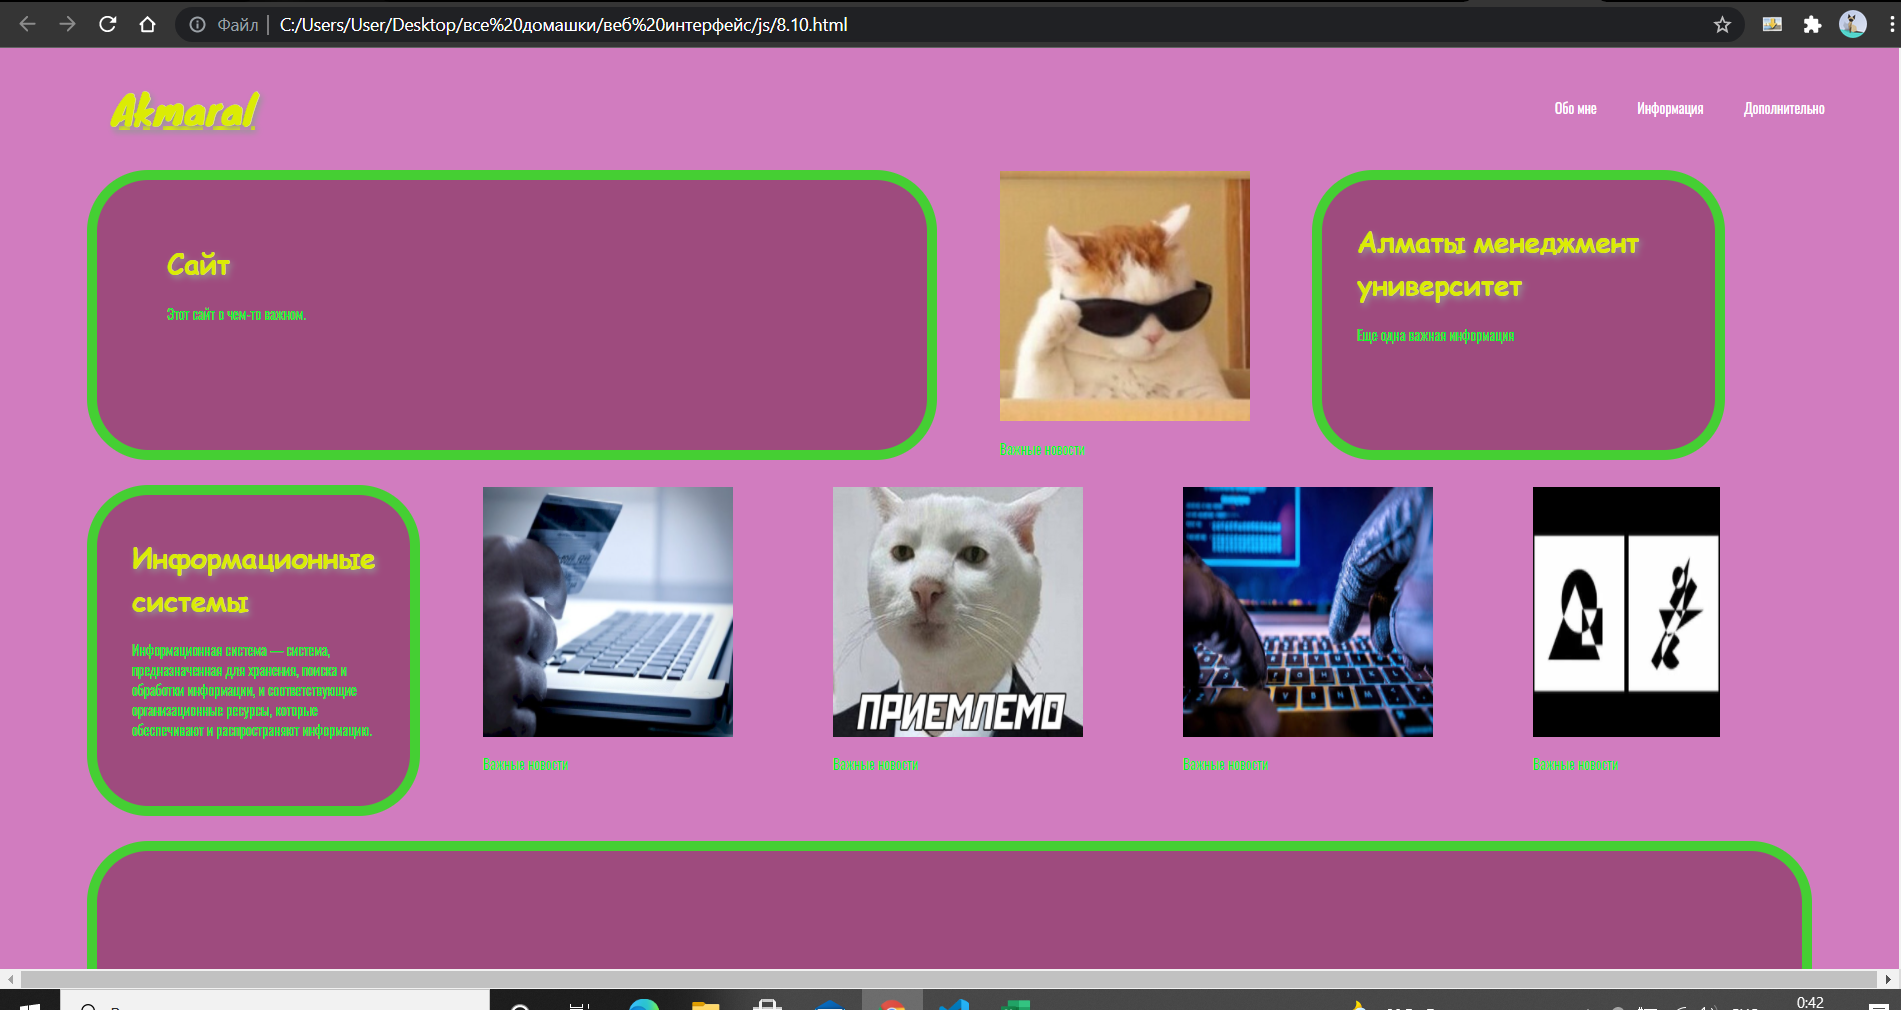 Файл
C:/Users/User/Desktop/все%20домашки/веб%20интерфейс/js/8.10.html
Akmaral
Обо мне
Информация
Дополнительно
Сайт
Этот сайт о чем-то важном.
Важные новости
Алматы менеджмент
университет
Еще одна важная информация
Информационные
системы
Информационная система — система,
предназначенная для хранения, поиска и
обработки информации, и соответствующие
организационные ресурсы, которые
обеспечивают и распространяют информацию.
Важные новости
ПРИЕМЛЕМО
Важные новости
Важные новости
Важные новости
0:42